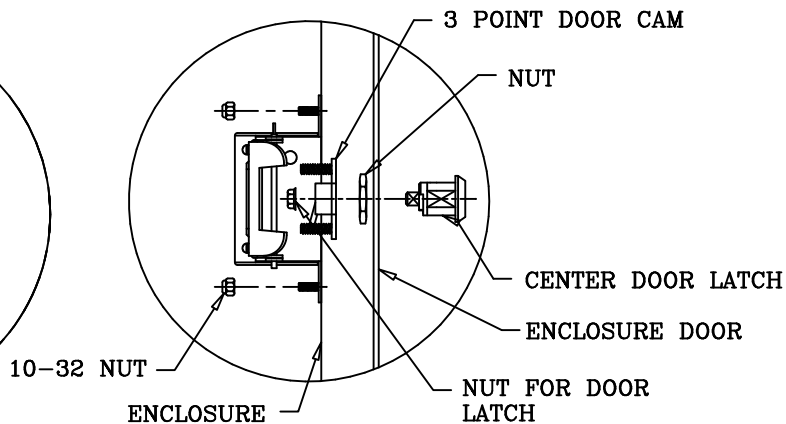 3 POINT DOOR CAM
NUT
CENTER DOOR LATCH
ENCLOSURE DOOR
10-32 NUT
NUT FOR DOOR
LATCH
ENCLOSURE